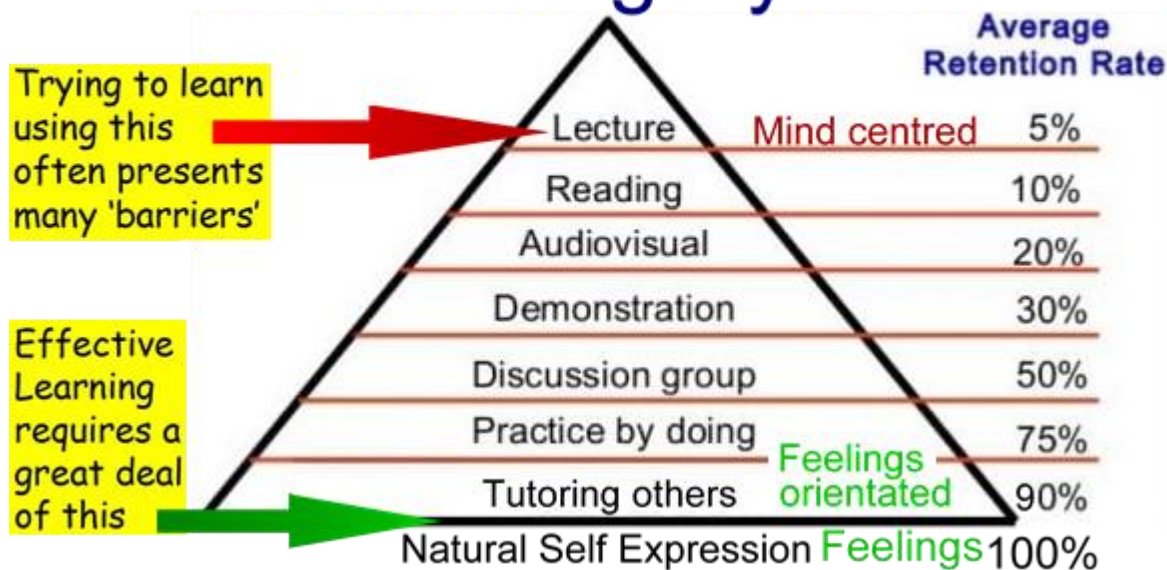 Average
Retention Rate
Trying to learn
using this
often presents
many ‘barriers’
Lecture Mind centred 5%
Reading 10%
Audiovisual 20%
Demonstration 30%
Effective
Learning
requires a
great deal
of this
Discussion group 50%
Practice by doing 75%
Feelings
orientated
Tutoring others 90%
Natural Self Expression Feelings 100%